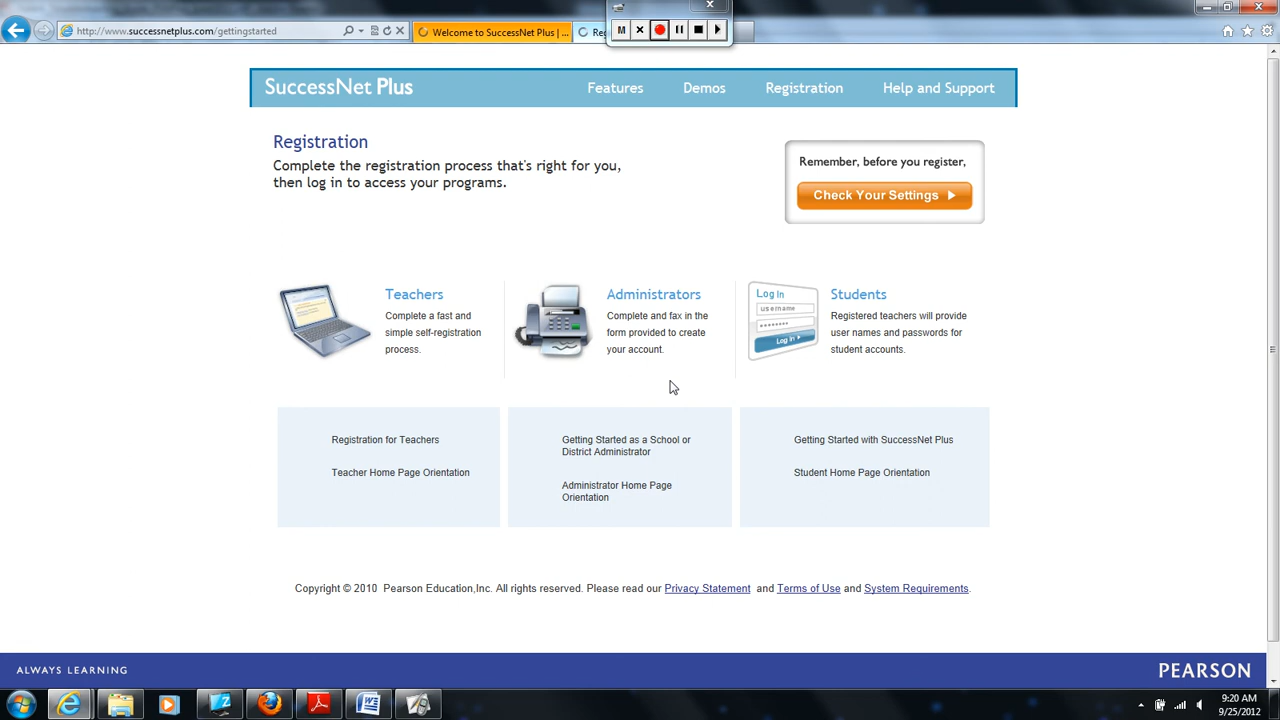 http://www.successnetplus.com/gettingstarted
Welcome to SuccessNet Plus | ...
Reg
M
SuccessNet Plus
Features
Demos
Registration
Help and Support
Registration
Complete the registration process that's right for you,
then log in to access your programs.
Remember, before you register,
Check Your Settings
Teachers
Complete a fast and
simple self-registration
process.
Administrators
Complete and fax in the
form provided to create
your account.
Log In
username
Log In
Students
Registered teachers will provide
user names and passwords for
student accounts.
Registration for Teachers
Teacher Home Page Orientation
Getting Started as a School or
District Administrator
Administrator Home Page
Orientation
Getting Started with SuccessNet Plus
Student Home Page Orientation
Copyright © 2010 Pearson Education,Inc. All rights reserved. Please read our Privacy Statement and Terms of Use and System Requirements.
ALWAYS LEARNING
PEARSON
9:20 AM
9/25/2012